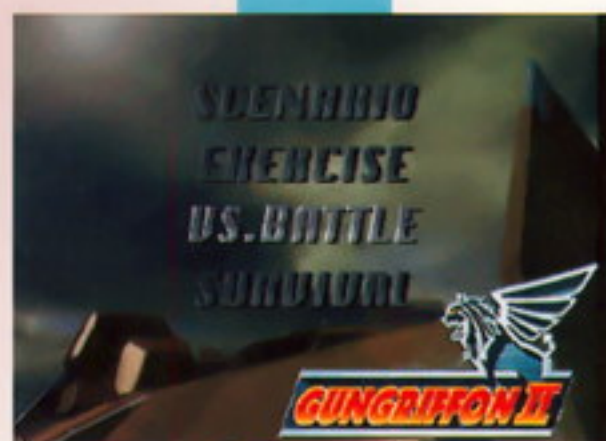 SCENARIO
EXERCISE
VS.BATTLE
SURVIVAL
GUNGRIFFON II